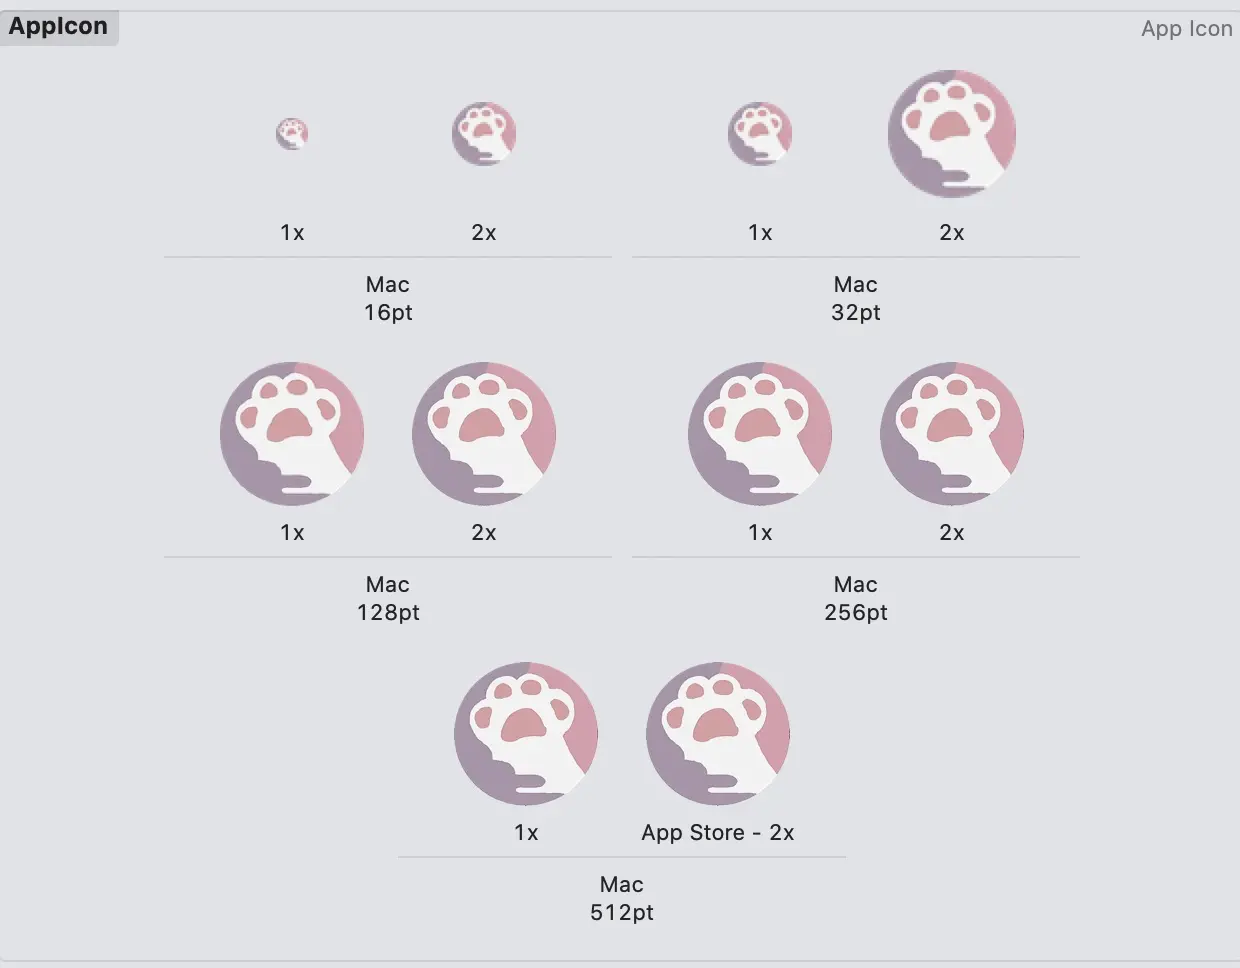 AppIcon
App Icon
1x
2x
1x
2x
Mac
16pt
Mac
32pt
1x
2x
1x
2x
Mac
128pt
Mac
256pt
1x
App Store - 2x
Mac
512pt